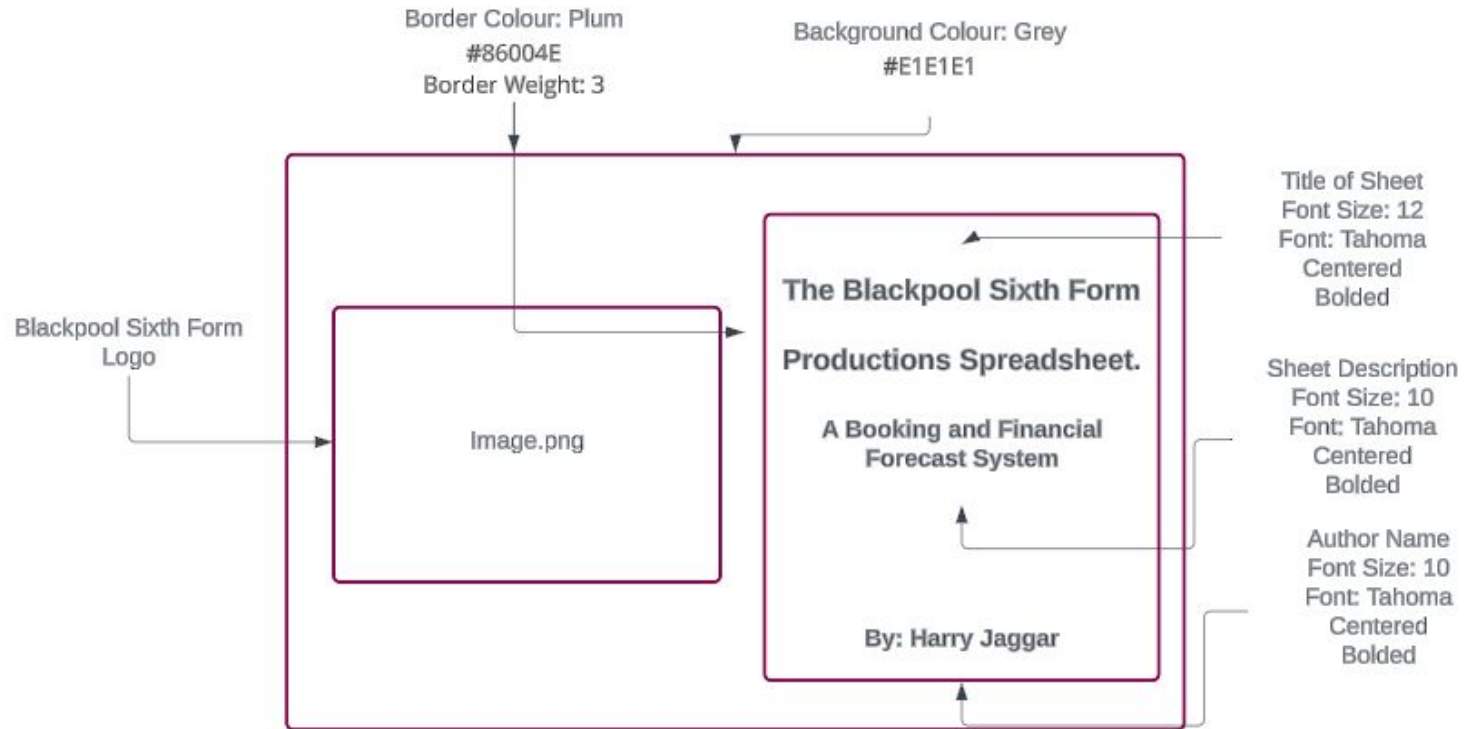 Border Colour: Plum
#86004E
Border Weight: 3
Background Colour: Grey
#E1E1E1
Title of Sheet
Font Size: 12
Font: Tahoma
Centered
Bolded
The Blackpool Sixth Form
Productions Spreadsheet.
Blackpool Sixth Form
Logo
Image.png
A Booking and Financial
Forecast System
Sheet Description
Font Size: 10
Font: Tahoma
Centered
Bolded
By: Harry Jaggar
Author Name
Font Size: 10
Font: Tahoma
Centered
Bolded